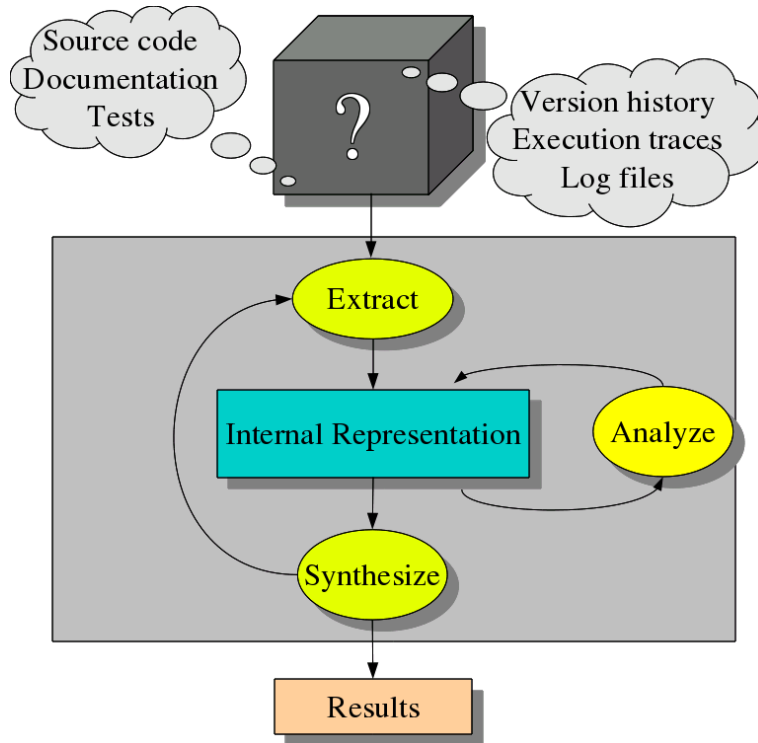 Source code
Documentation
Tests
?
Version history
Execution traces
Log files
Extract
Internal Representation
Analyze
Synthesize
Results